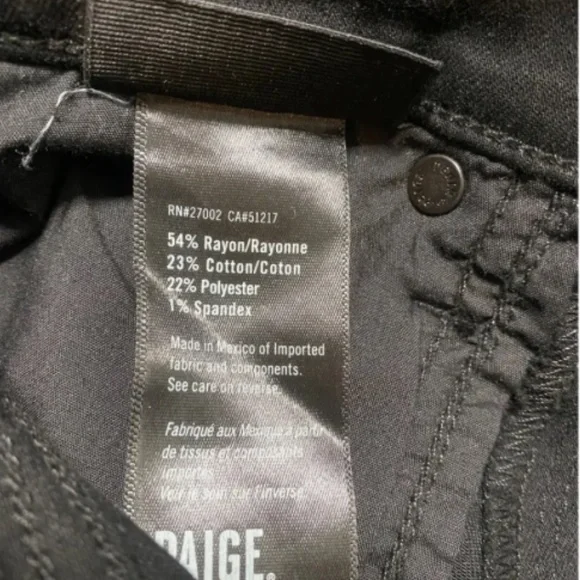 RN#27002 CA#51217
54% Rayon/Rayonne
23% Cotton/Coton
22% Polyester
1% Spandex
Made in Mexico of Imported
fabric and components.
See care on reverse.
Fabriqué aux Mexique à partir
de tissus et composants
importés.
Voir le soin sur l'inverse.
PAIGE.